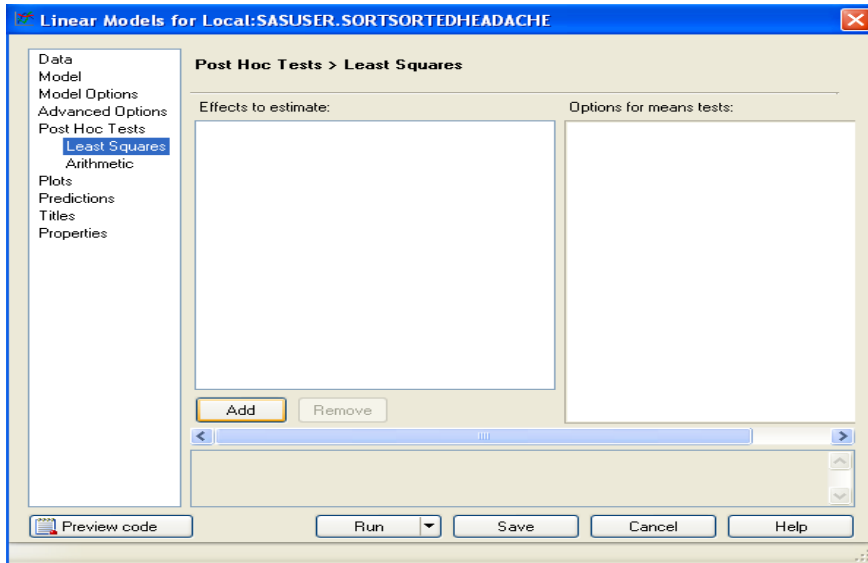 Linear Models for Local:SASUSER.SORTSORTEDHEADACHE
Data
Model
Model Options
Advanced Options
Post Hoc Tests
Least Squares
Arithmetic
Plots
Predictions
Titles
Properties
Post Hoc Tests > Least Squares
Effects to estimate:
Options for means tests:
Add
Remove
Preview code
Run
Save
Cancel
Help